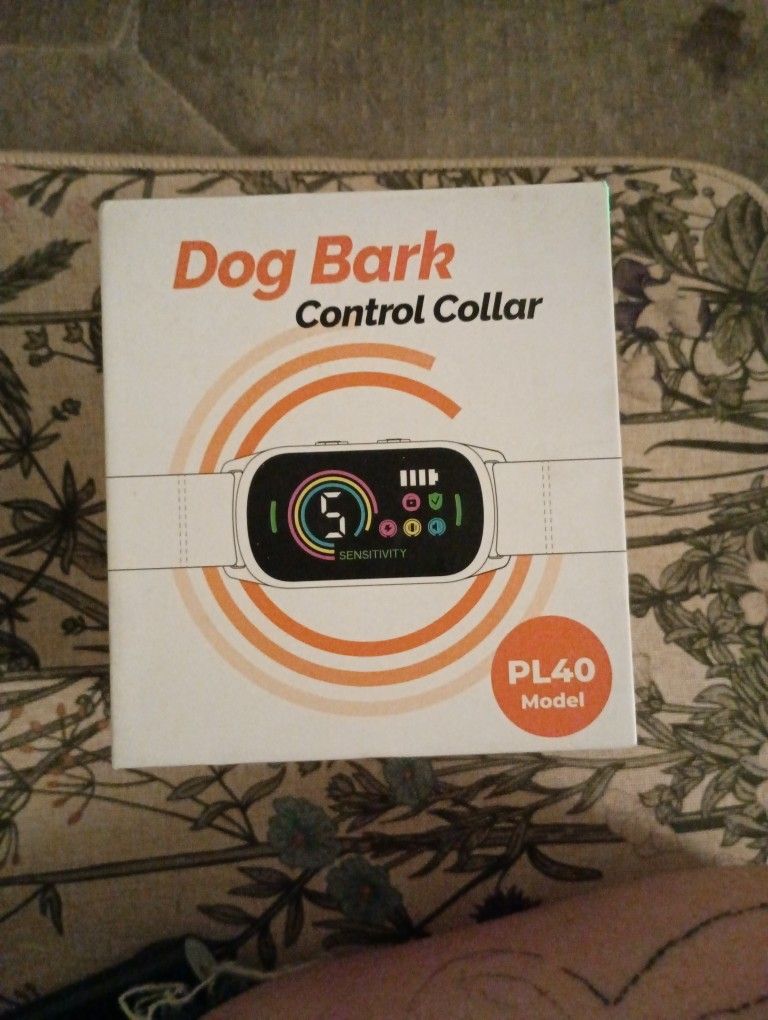 Dog Bark
Control Collar
5
SENSITIVITY
PL40
Model